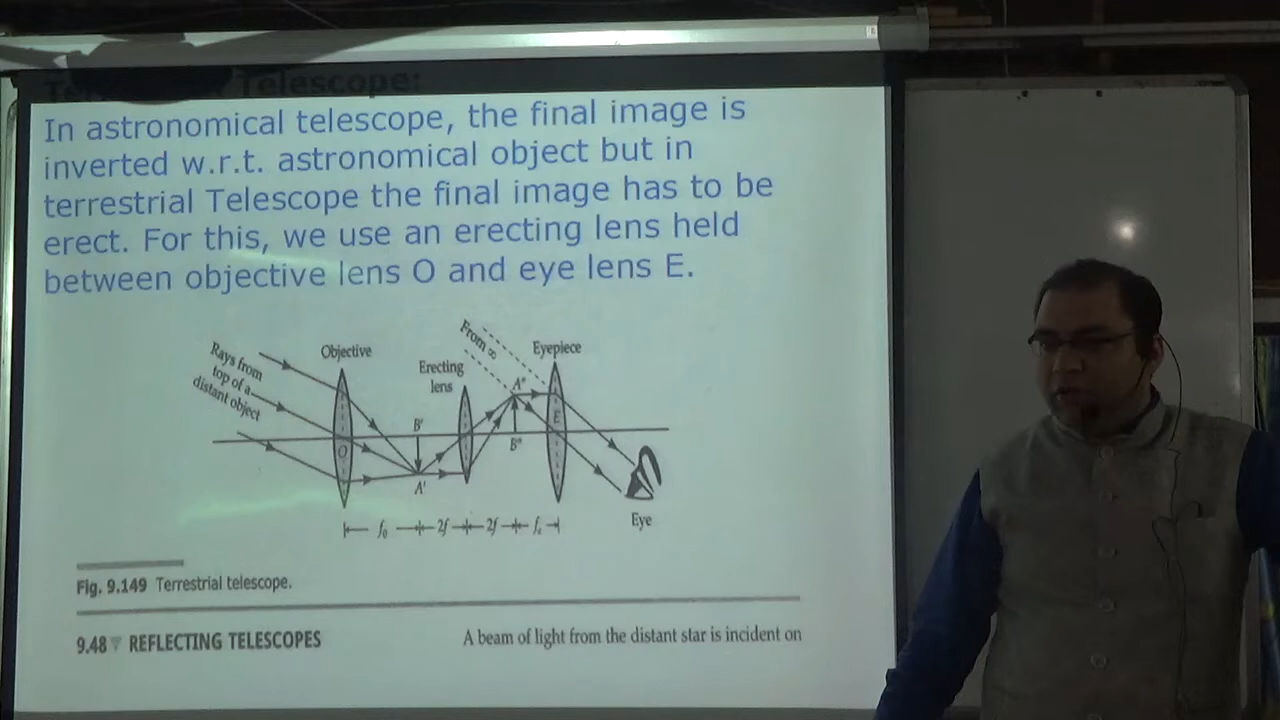 Telescope:
In astronomical telescope, the final image is
inverted w.r.t. astronomical object but in
terrestrial Telescope the final image has to be
erect. For this, we use an erecting lens held
between objective lens O and eye lens E.
Rays from
top of a
distant object
Objective
Erecting
lens
From ∞
Eyepiece
A"
B'
E
O
B"
A'
f₀
2f
2f
fₑ
Eye
Fig. 9.149 Terrestrial telescope.
9.48 ▼ REFLECTING TELESCOPES
A beam of light from the distant star is incident on